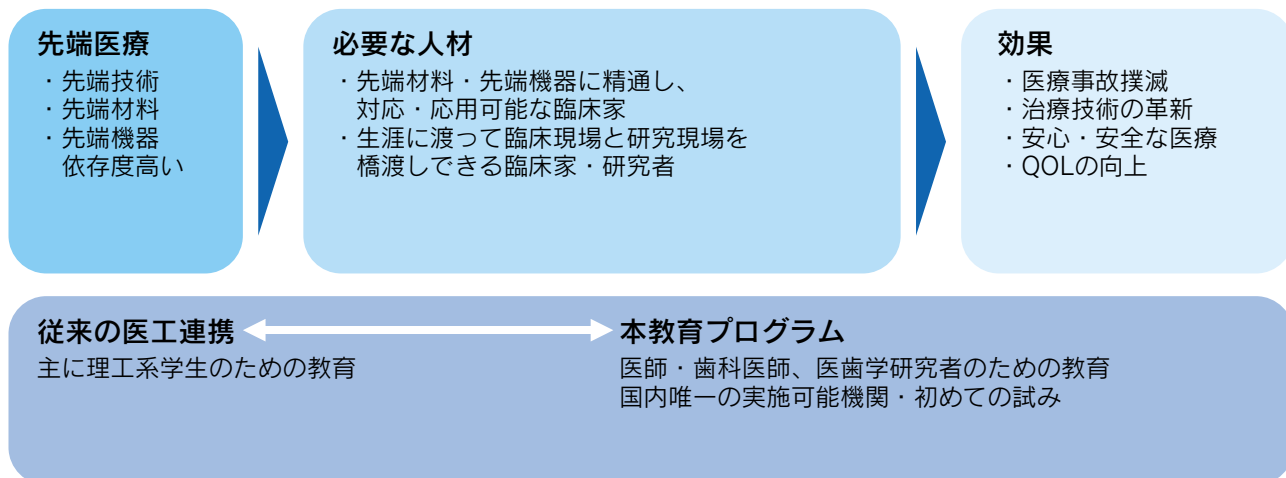 先端医療
・先端技術
・先端材料
・先端機器
依存度高い
必要な人材
・先端材料・先端機器に精通し、
対応・応用可能な臨床家
・生涯に渡って臨床現場と研究現場を
橋渡しできる臨床家・研究者
効果
・医療事故撲滅
・治療技術の革新
・安心・安全な医療
・QOLの向上
従来の医工連携
主に理工系学生のための教育
本教育プログラム
医師・歯科医師、医歯学研究者のための教育
国内唯一の実施可能機関・初めての試み